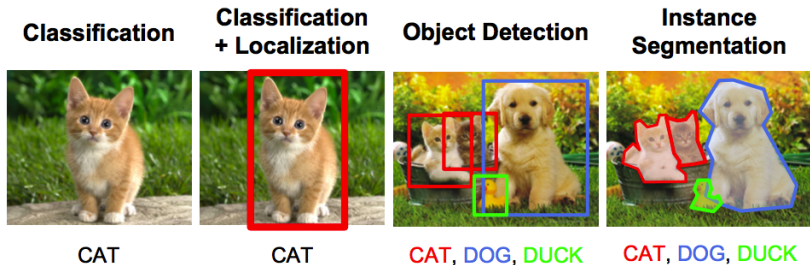 Classification
Classification
+ Localization
Object Detection
Instance
Segmentation
CAT
CAT
CAT, DOG, DUCK
CAT, DOG, DUCK